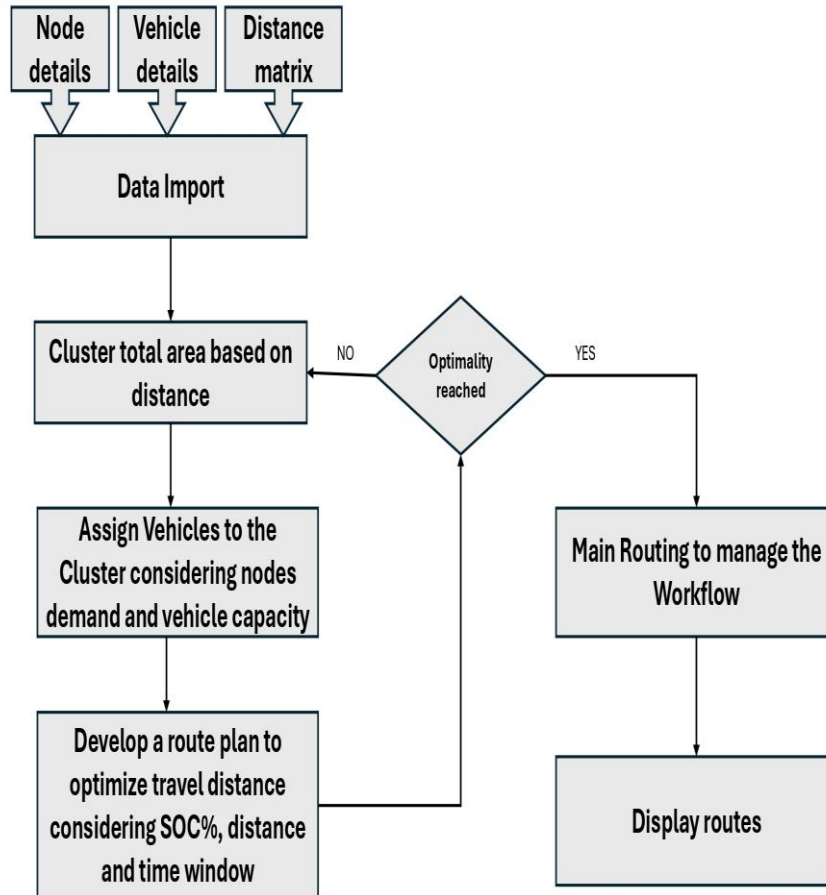 Node
details
Vehicle
details
Distance
matrix
Data Import
Cluster total area based on
distance
NO
Optimality
reached
YES
Assign Vehicles to the
Cluster considering nodes
demand and vehicle capacity
Main Routing to manage the
Workflow
Develop a route plan to
optimize travel distance
considering SOC%, distance
and time window
Display routes